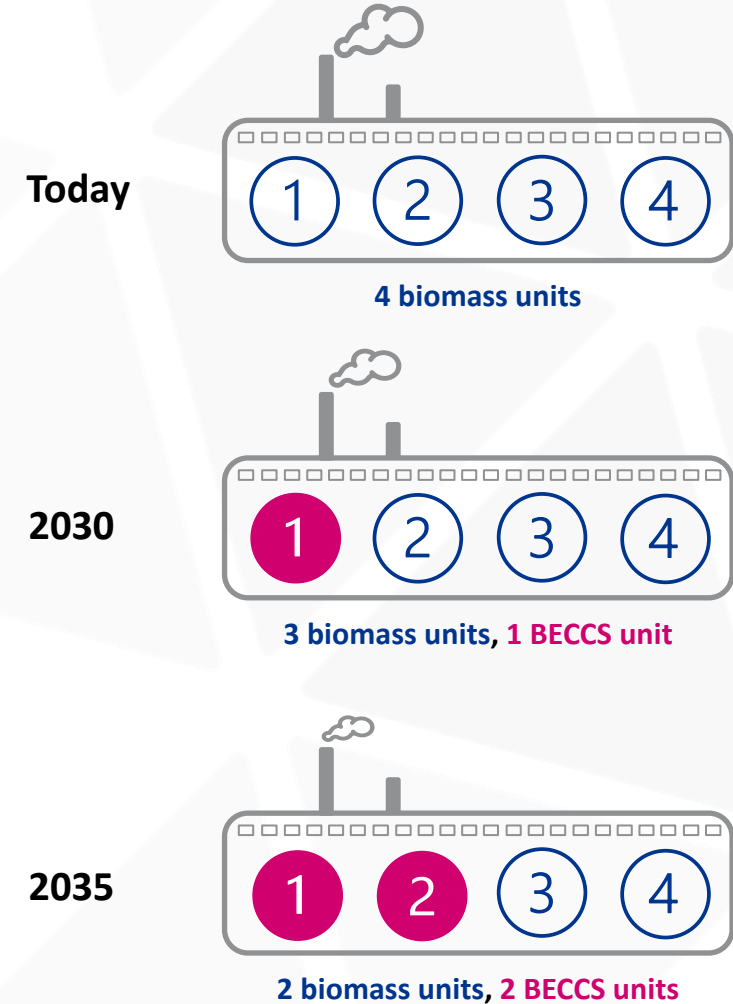 Today
1 2 3 4
4 biomass units
2030
1 2 3 4
3 biomass units, 1 BECCS unit
2035
1 2 3 4
2 biomass units, 2 BECCS units